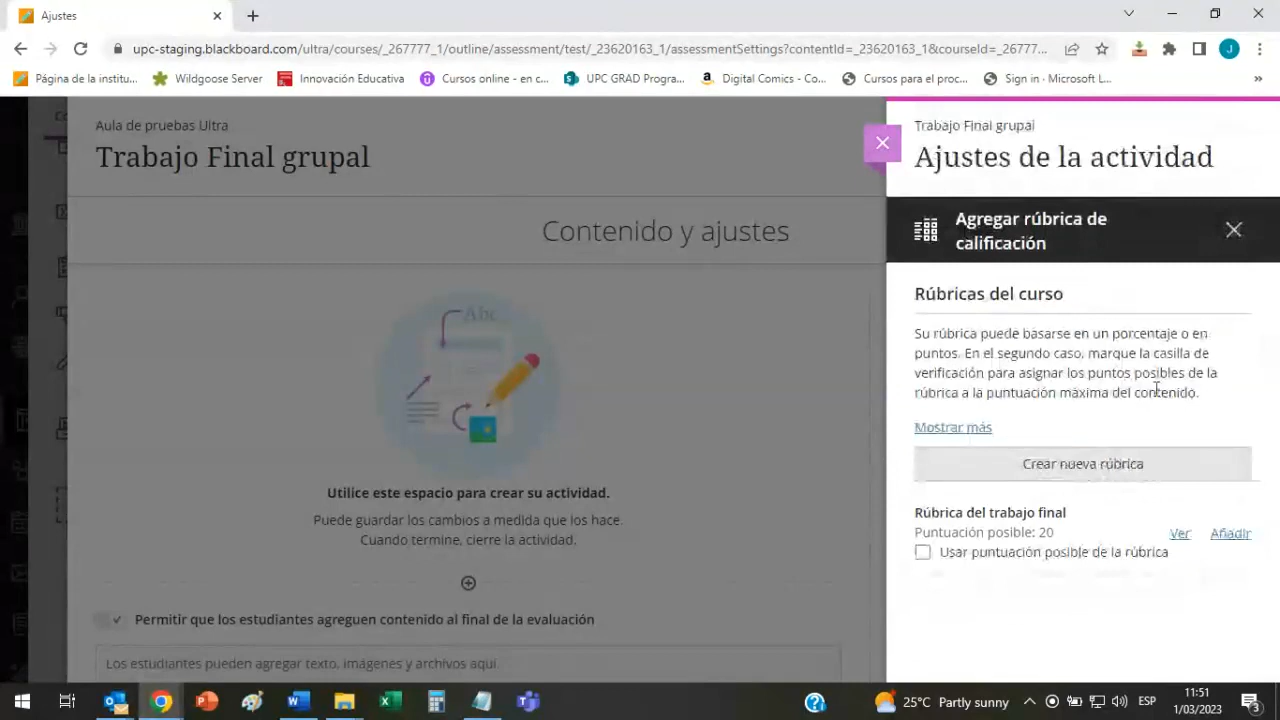 Ajustes
upc-staging.blackboard.com/ultra/courses/_267777_1/outline/assessment/test/_23620163_1/assessmentSettings?contentId=_23620163_1&courseId=_26777...
Página de la institu...
Wildgoose Server
Innovación Educativa
Cursos online - en c...
UPC GRAD Progra...
Digital Comics - Co...
Cursos para el proc...
Sign in - Microsoft L...
»
Aula de pruebas Ultra
Trabajo Final grupal
Contenido y ajustes
Abc
Utilice este espacio para crear su actividad.
Puede guardar los cambios a medida que los hace.
Cuando termine, cierre la actividad.
Permitir que los estudiantes agreguen contenido al final de la evaluación
Los estudiantes pueden agregar texto, imágenes y archivos aquí.
Trabajo Final grupal
Ajustes de la actividad
Agregar rúbrica de
calificación
Rúbricas del curso
Su rúbrica puede basarse en un porcentaje o en
puntos. En el segundo caso, marque la casilla de
verificación para asignar los puntos posibles de la
rúbrica a la puntuación máxima del contenido.
Mostrar más
Crear nueva rúbrica
Rúbrica del trabajo final
Puntuación posible: 20
Ver
Añadir
Usar puntuación posible de la rúbrica
25°C Partly sunny
ESP
11:51
1/03/2023
3